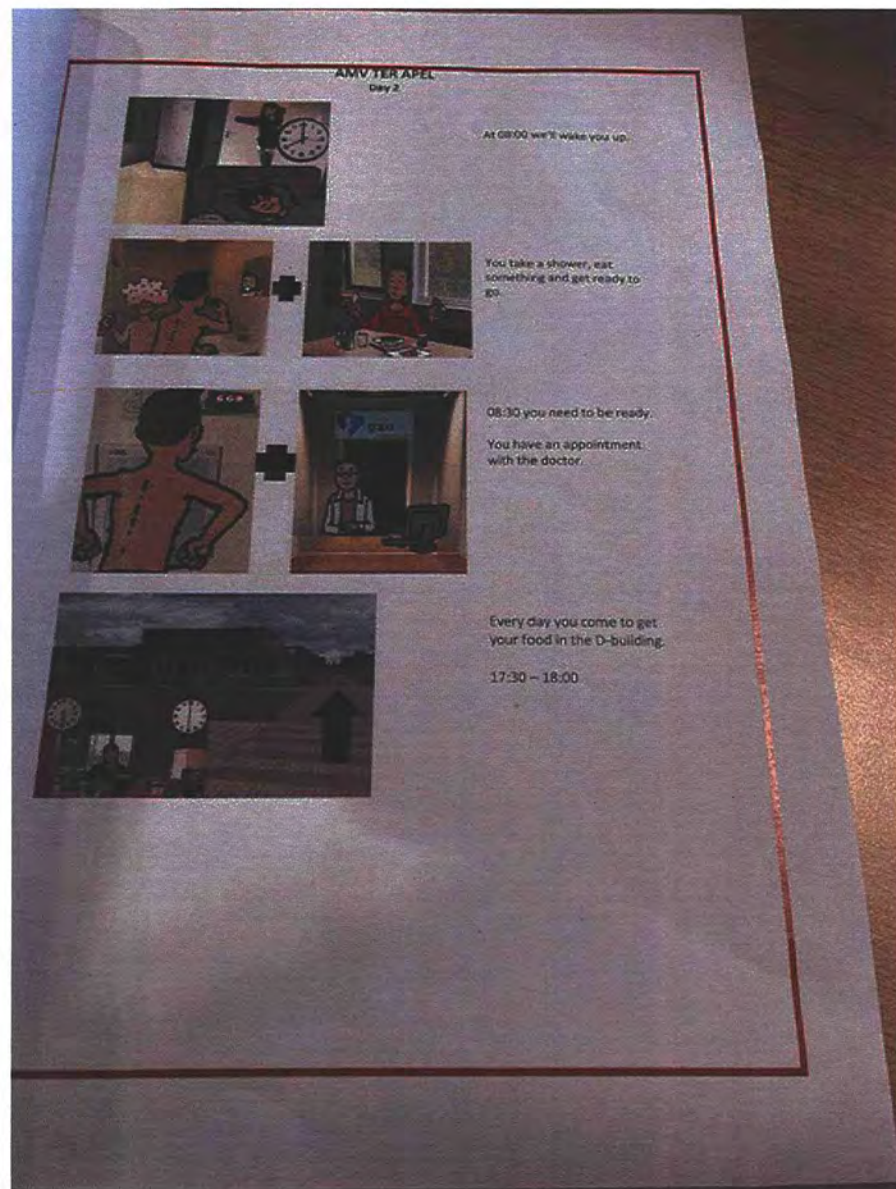 AMV TER APEL
Day 2
At 08:00 we'll wake you up.
You take a shower, eat
something and get ready to
go.
08:30 you need to be ready.
You have an appointment
with the doctor.
Every day you come to get
your food in the D-building.
17:30 – 18:00